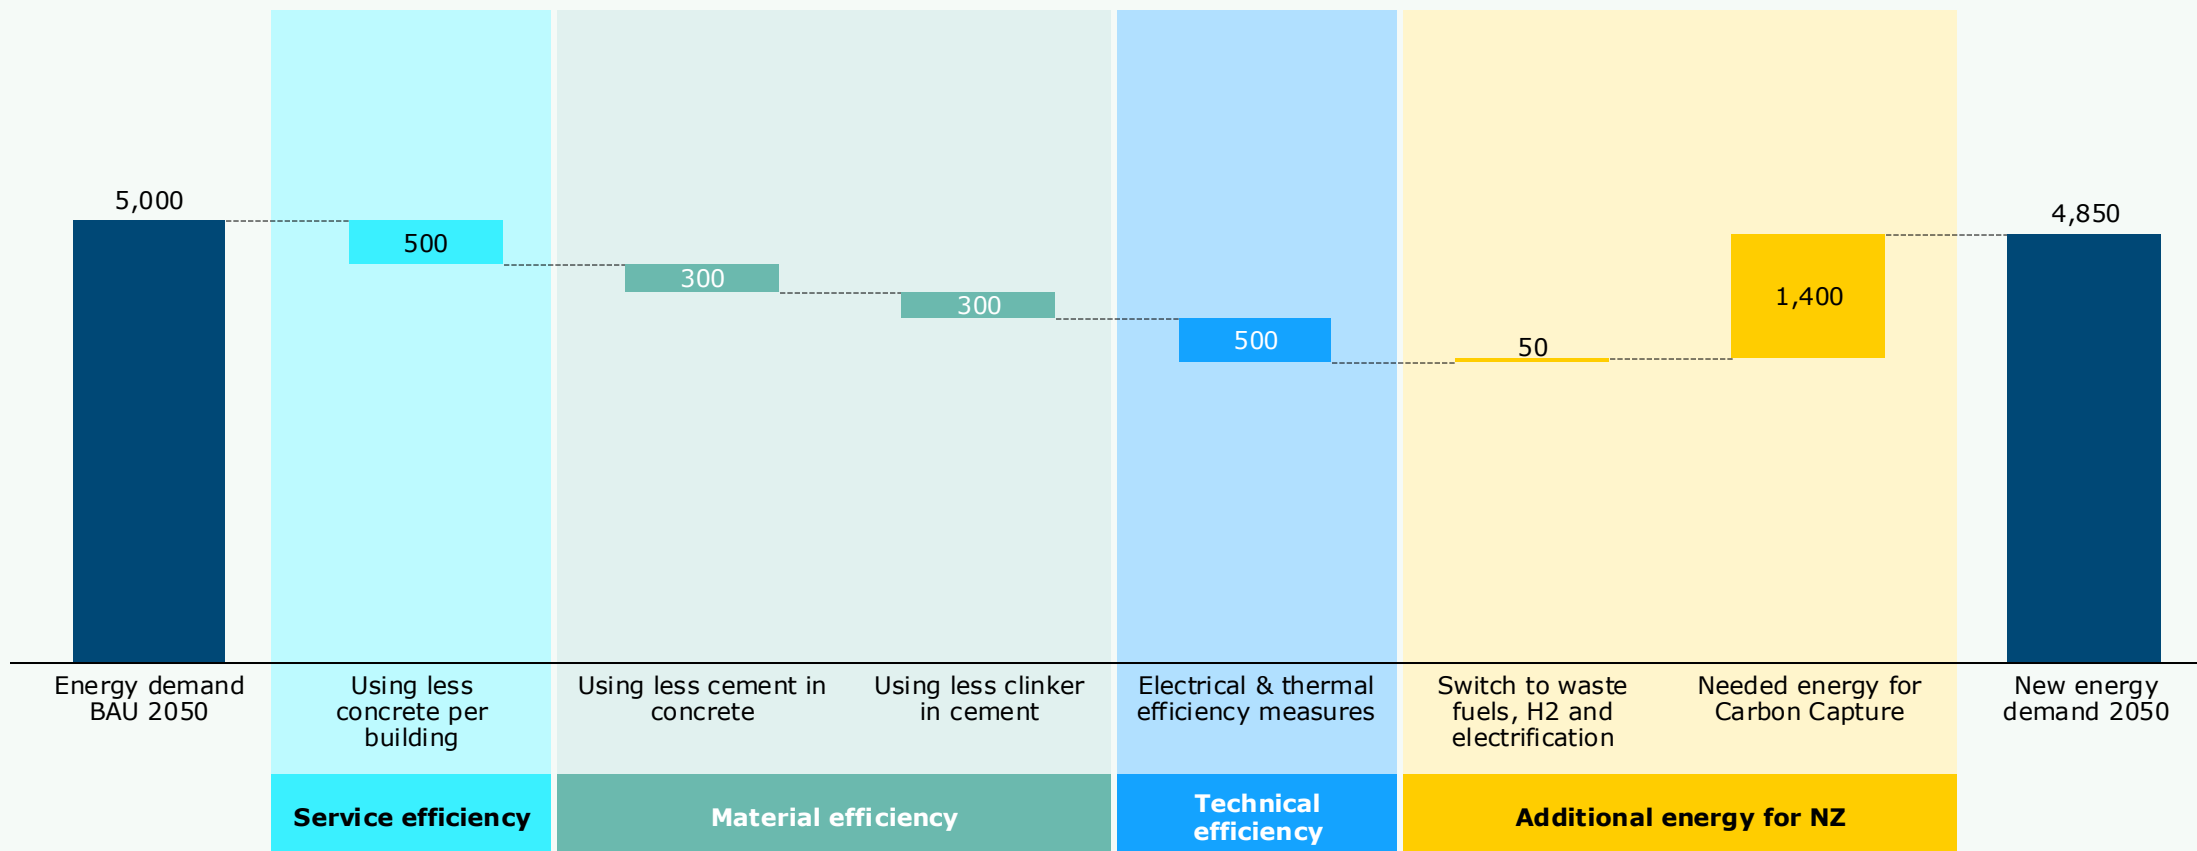 5,000
500
300
300
500
50
1,400
4,850
Energy demand
BAU 2050
Using less
concrete per
building
Using less cement in
concrete
Using less clinker
in cement
Electrical & thermal
efficiency measures
Switch to waste
fuels, H2 and
electrification
Needed energy for
Carbon Capture
New energy
demand 2050
Service efficiency
Material efficiency
Technical
efficiency
Additional energy for NZ